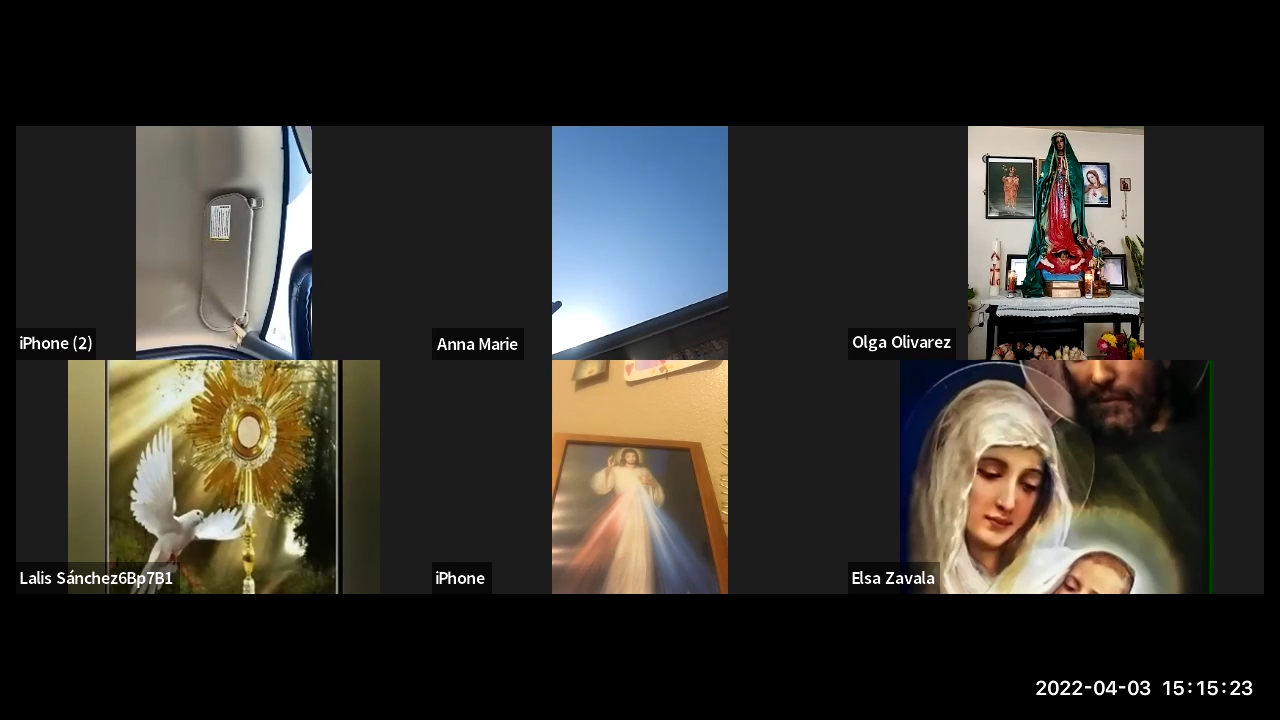 iPhone (2)
Anna Marie
Olga Olivarez
Lalis Sánchez6Bp7B1
iPhone
Elsa Zavala
2022-04-03 15:15:23